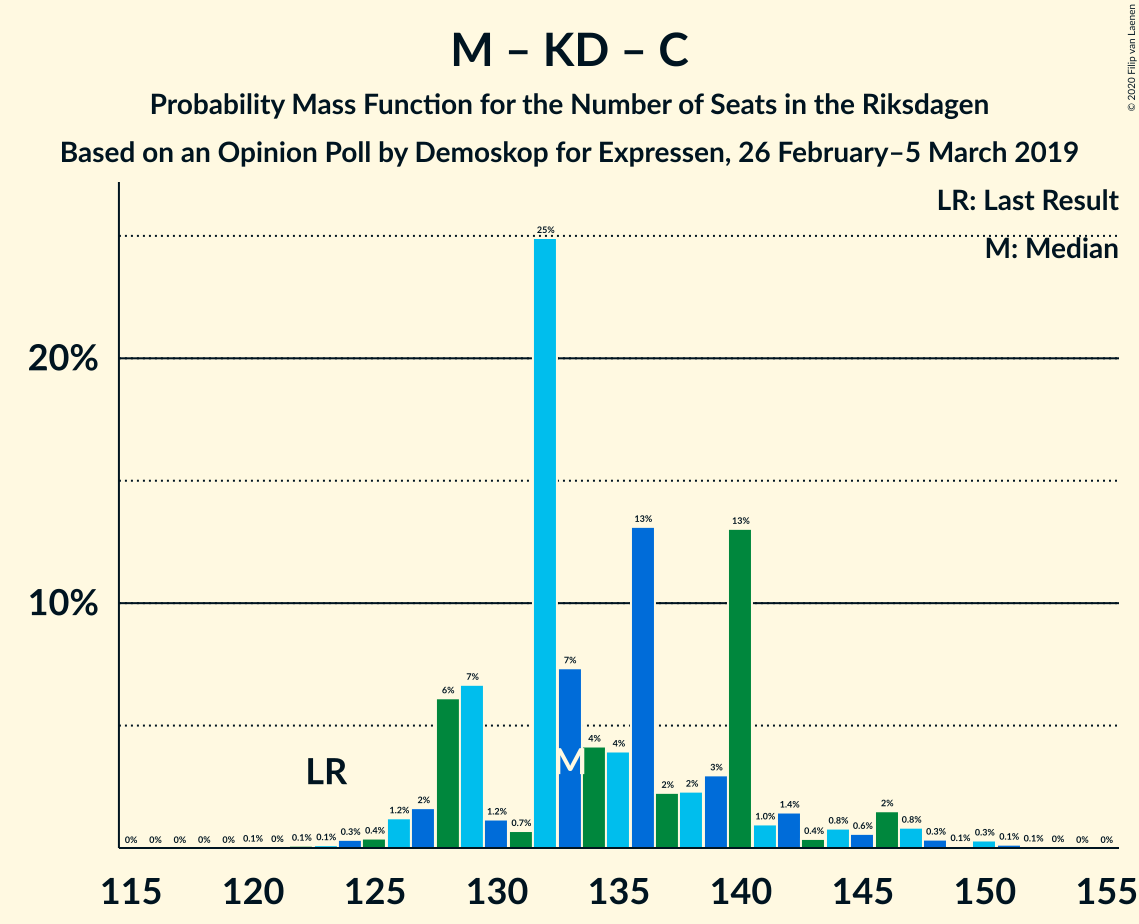 M – KD – C
Probability Mass Function for the Number of Seats in the Riksdagen
Based on an Opinion Poll by Demoskop for Expressen, 26 February–5 March 2019
© 2020 Filip van Laenen
LR: Last Result
M: Median
20%
10%
LR
M
0% 0% 0% 0% 0% 0.1% 0% 0.1% 0.1% 0.3% 0.4% 1.2% 2% 6% 7% 1.2% 0.7% 25% 7% 4% 4% 13% 2% 2% 3% 13% 1.0% 1.4% 0.4% 0.8% 0.6% 2% 0.8% 0.3% 0.1% 0.3% 0.1% 0.1% 0% 0% 0%
115 120 125 130 135 140 145 150 155